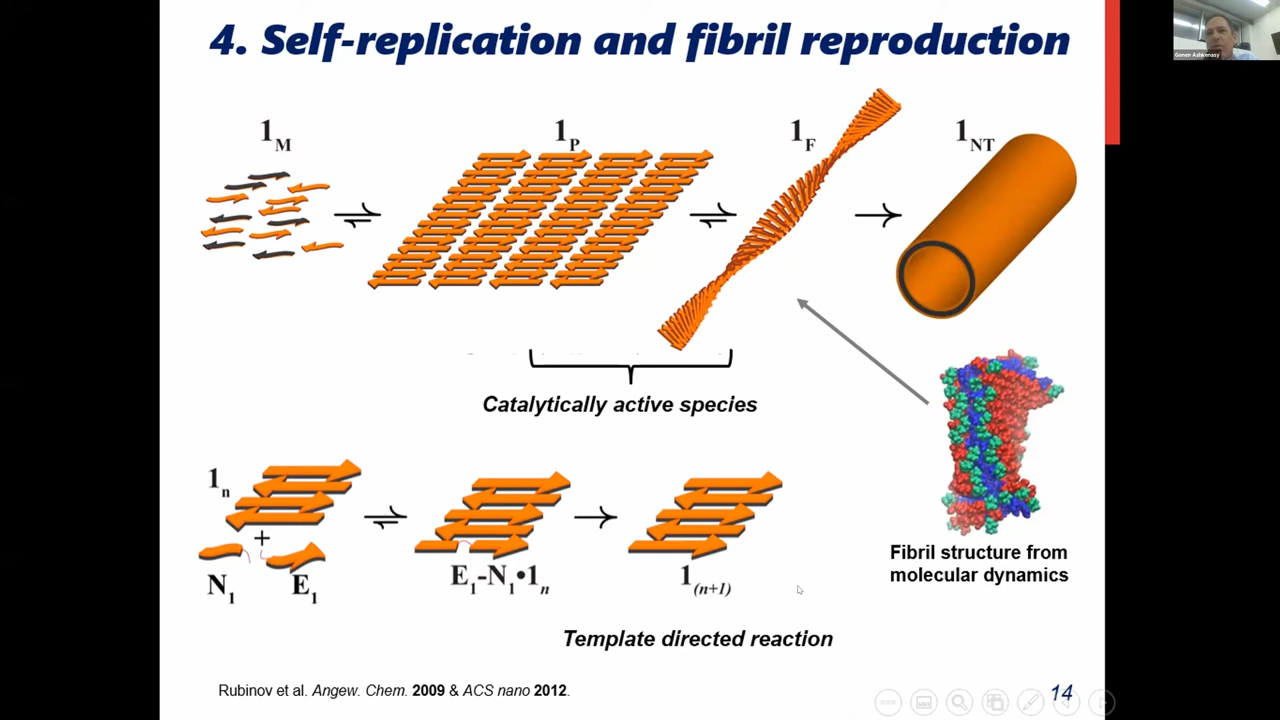 4. Self-replication and fibril reproduction
Gonen Ashkenasy
1M
1P
1F
1NT
Catalytically active species
1n
+
N1
E1
E1-N1•1n
1(n+1)
Fibril structure from
molecular dynamics
Template directed reaction
Rubinov et al. Angew. Chem. 2009 & ACS nano 2012.
14